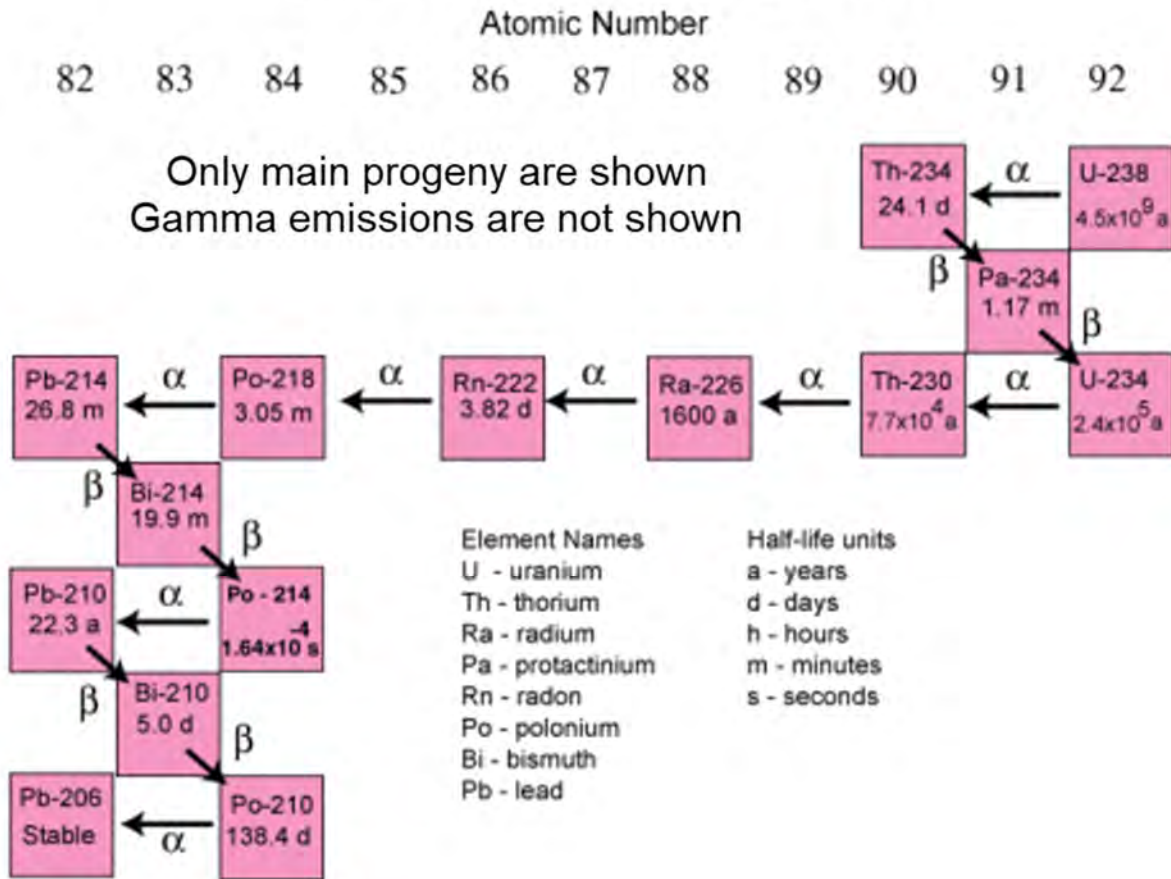 Atomic Number
82 83 84 85 86 87 88 89 90 91 92
Only main progeny are shown
Gamma emissions are not shown
Th-234
24.1 d
α
U-238
4.5x10⁹a
β
Pa-234
1.17 m
β
Pb-214
26.8 m
α
Po-218
3.05 m
α
Rn-222
3.82 d
α
Ra-226
1600 a
α
Th-230
7.7x10⁴a
α
U-234
2.4x10⁵a
β
Bi-214
19.9 m
β
Pb-210
22.3 a
α
Po - 214
1.64x10⁻⁴s
β
Bi-210
5.0 d
β
Pb-206
Stable
α
Po-210
138.4 d
Element Names
U - uranium
Th - thorium
Ra - radium
Pa - protactinium
Rn - radon
Po - polonium
Bi - bismuth
Pb - lead
Half-life units
a - years
d - days
h - hours
m - minutes
s - seconds